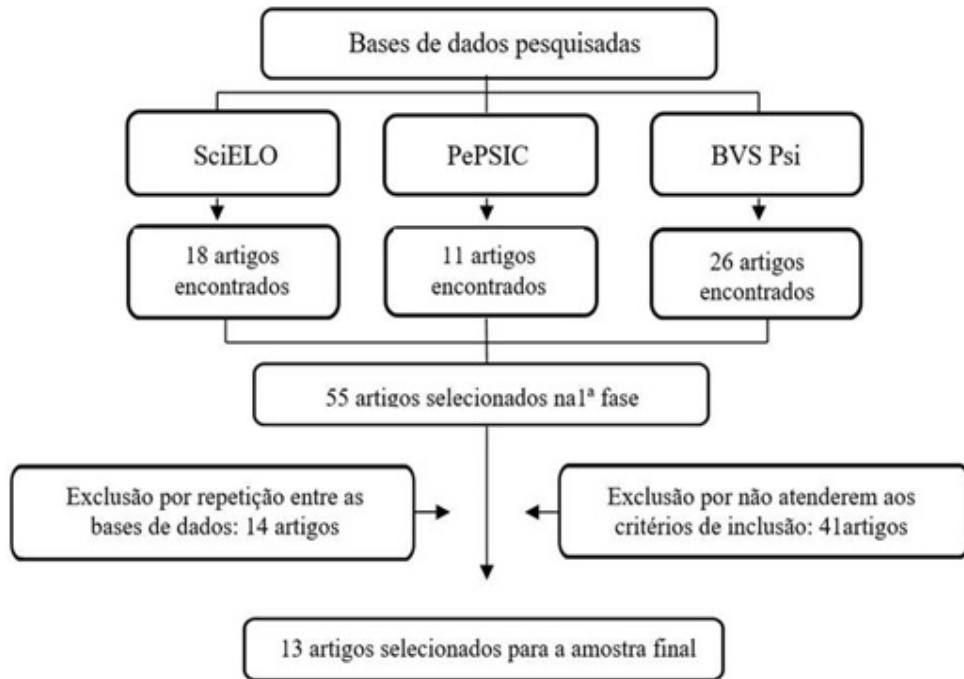 Bases de dados pesquisadas
SciELO
PePSIC
BVS Psi
18 artigos
encontrados
11 artigos
encontrados
26 artigos
encontrados
55 artigos selecionados na1ª fase
Exclusão por repetição entre as
bases de dados: 14 artigos
Exclusão por não atenderem aos
critérios de inclusão: 41artigos
13 artigos selecionados para a amostra final